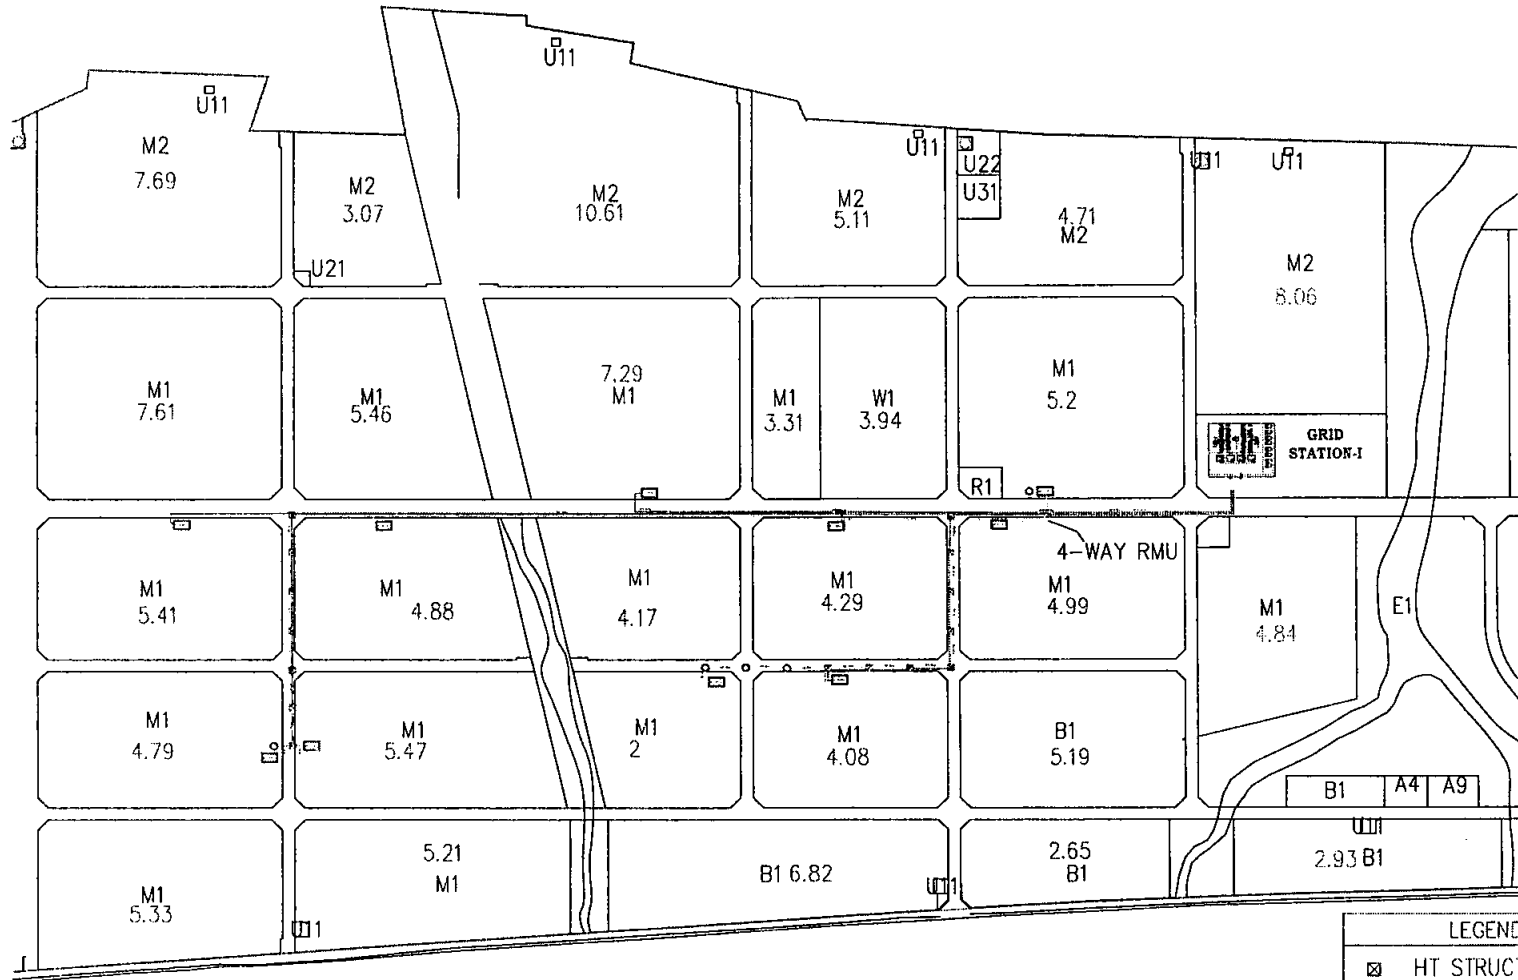 U11
U11
M2
7.69
U11
U22
U31
U11
U11
M2
3.07
M2
10.61
M2
5.11
4.71
M2
U21
M2
8.06
M1
7.61
M1
5.46
7.29
M1
M1
3.31
W1
3.94
M1
5.2
R1
GRID
STATION-I
4-WAY RMU
M1
5.41
M1
4.88
M1
4.17
M1
4.29
M1
4.99
M1
4.84
E1
M1
4.79
M1
5.47
M1
2
M1
4.08
B1
5.19
B1
A4
A9
M1
5.33
5.21
M1
B1 6.82
2.65
B1
2.93 B1
LEGEND
HT STRUCT